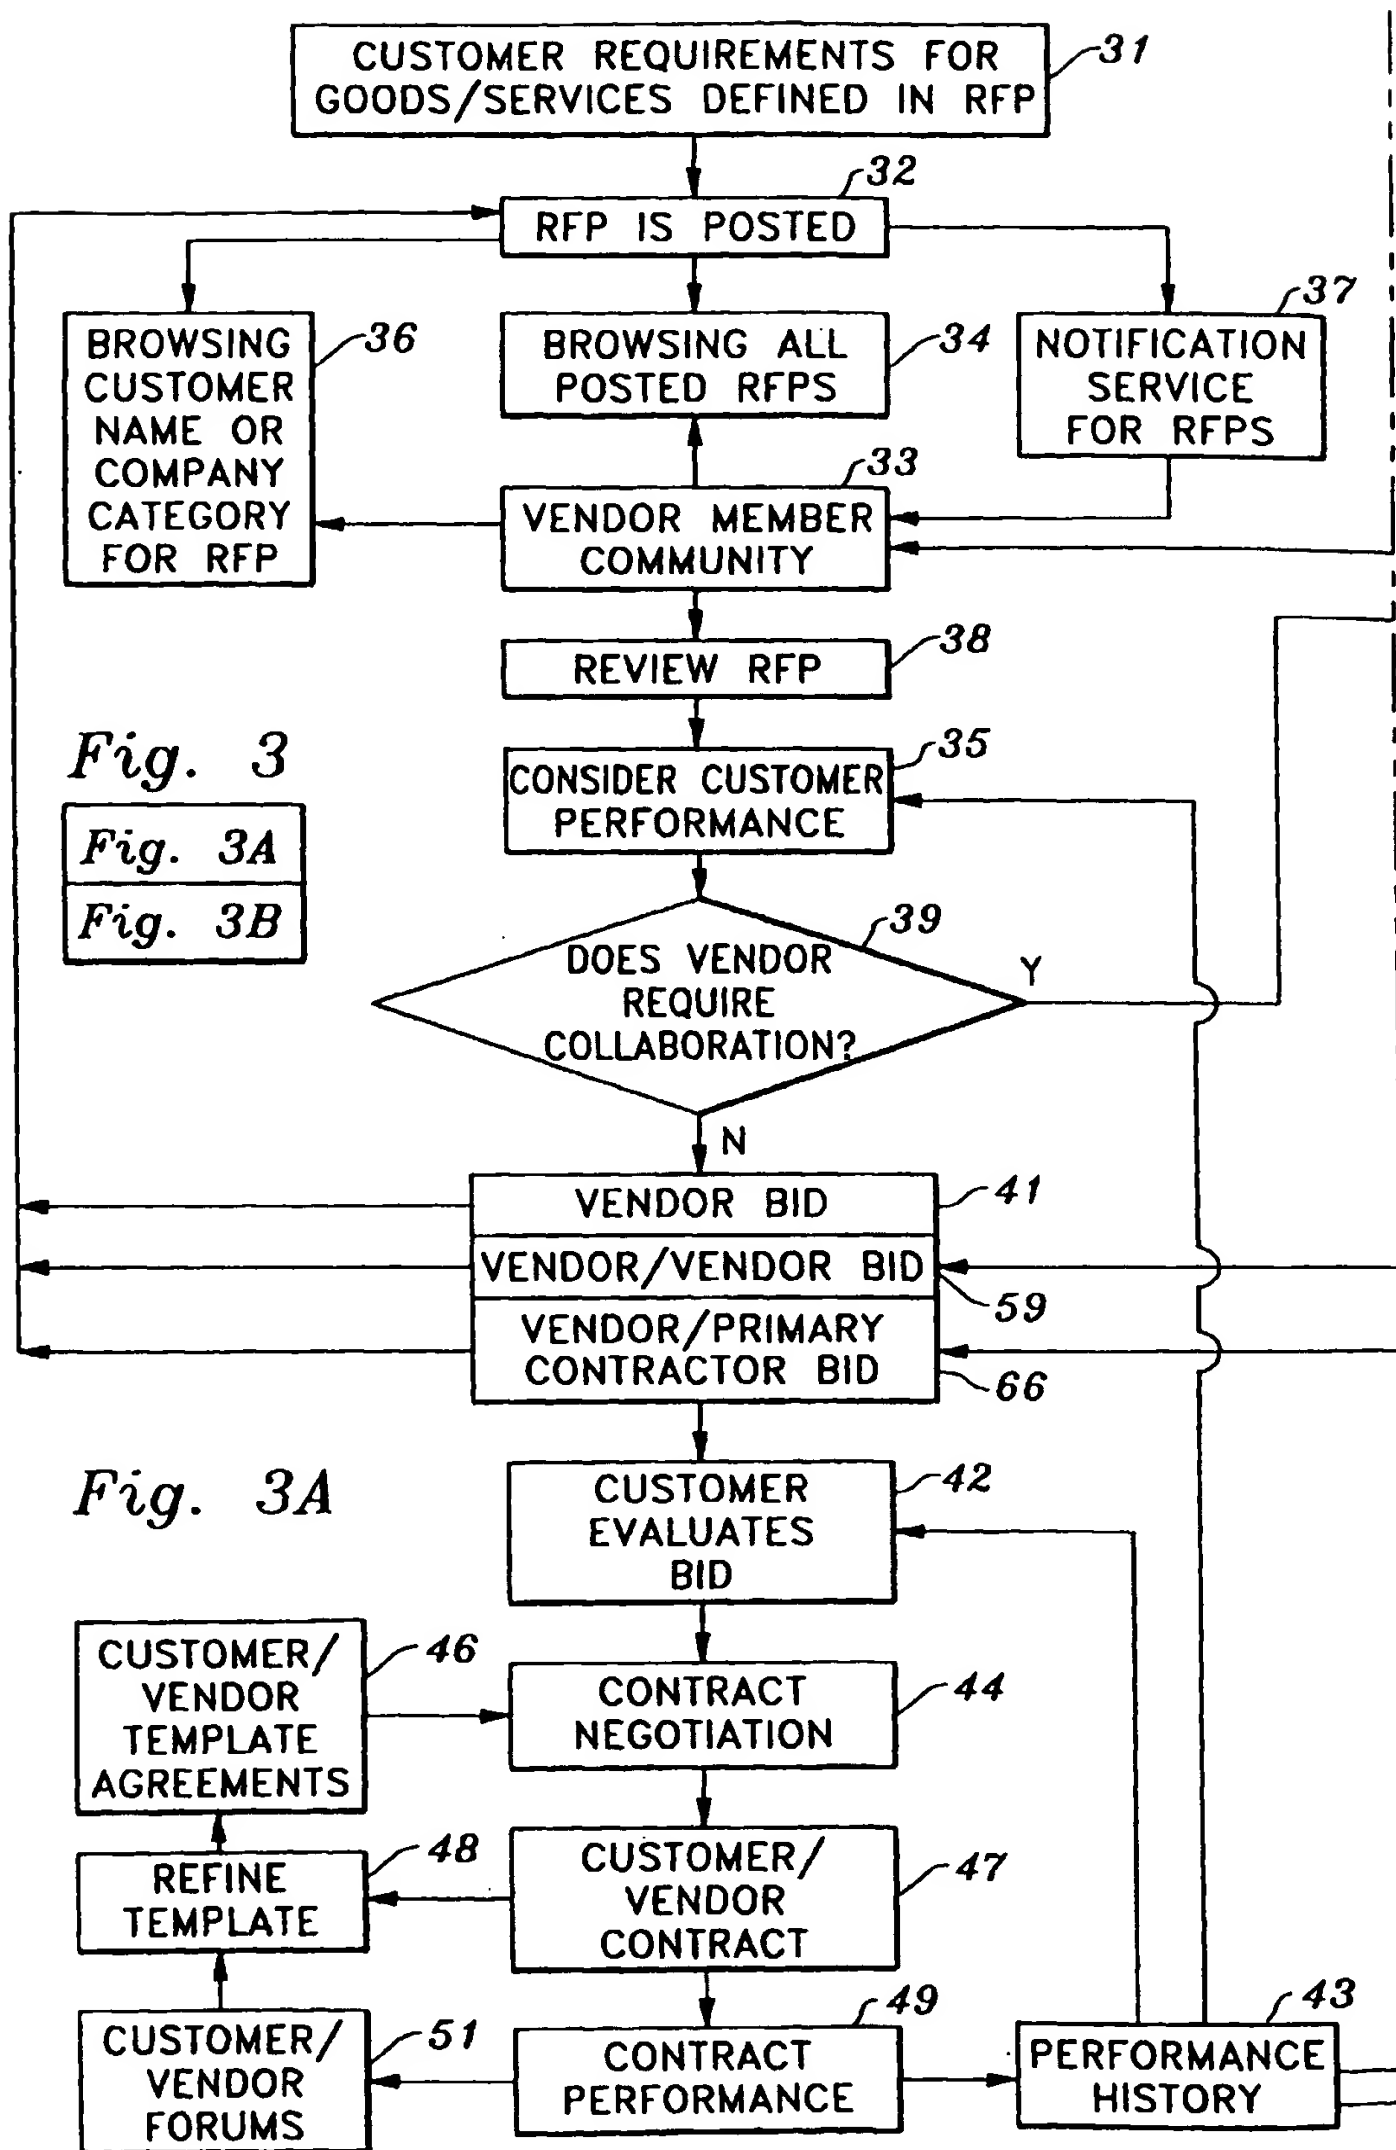 CUSTOMER REQUIREMENTS FOR
GOODS/SERVICES DEFINED IN RFP
31
32
RFP IS POSTED
BROWSING
CUSTOMER
NAME OR
COMPANY
CATEGORY
FOR RFP
36
BROWSING ALL
POSTED RFPS
34
37
NOTIFICATION
SERVICE
FOR RFPS
33
VENDOR MEMBER
COMMUNITY
38
REVIEW RFP
Fig. 3
Fig. 3A
Fig. 3B
35
CONSIDER CUSTOMER
PERFORMANCE
39
DOES VENDOR
REQUIRE
COLLABORATION?
Y
N
VENDOR BID
41
VENDOR/VENDOR BID
59
VENDOR/PRIMARY
CONTRACTOR BID
66
Fig. 3A
CUSTOMER
EVALUATES
BID
42
CUSTOMER/
VENDOR
TEMPLATE
AGREEMENTS
46
CONTRACT
NEGOTIATION
44
REFINE
TEMPLATE
48
CUSTOMER/
VENDOR
CONTRACT
47
CUSTOMER/
VENDOR
FORUMS
51
49
CONTRACT
PERFORMANCE
43
PERFORMANCE
HISTORY